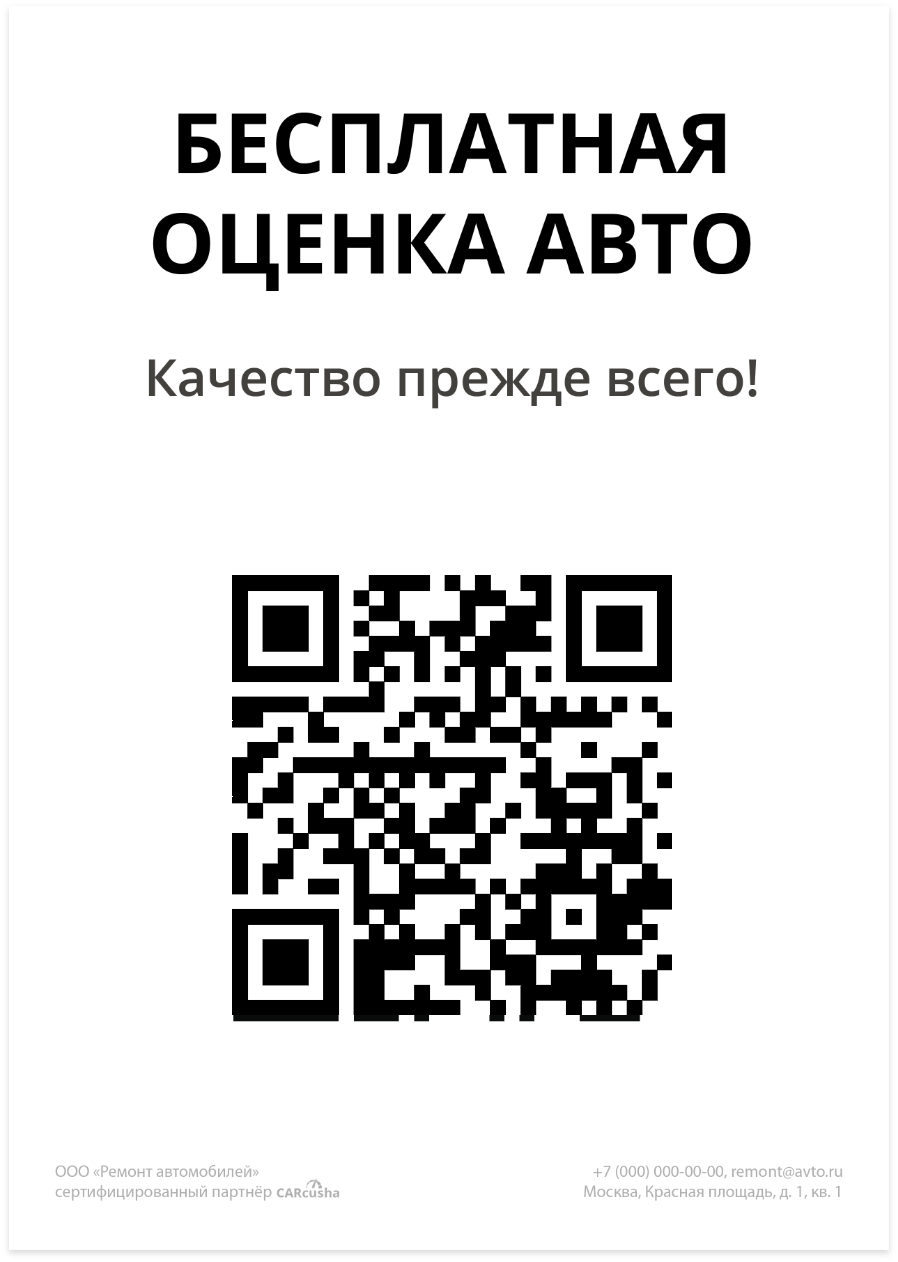 БЕСПЛАТНАЯ
ОЦЕНКА АВТО
Качество прежде всего!
ООО «Ремонт автомобилей»
сертифицированный партнёр CARcusha
+7 (000) 000-00-00, remont@avto.ru
Москва, Красная площадь, д. 1, кв. 1